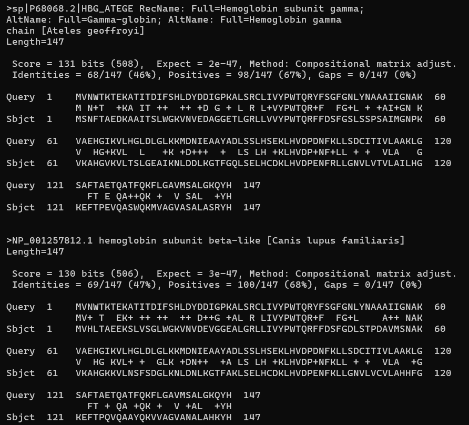 >sp|P68068.2|HBG_ATEGE RecName: Full=Hemoglobin subunit gamma;
AltName: Full=Gamma-globin; AltName: Full=Hemoglobin gamma
chain [Ateles geoffroyi]
Length=147

 Score = 131 bits (508),  Expect = 2e-47, Method: Compositional matrix adjust.
 Identities = 68/147 (46%), Positives = 98/147 (67%), Gaps = 0/147 (0%)

Query  1    MVNWTKTEKATITDIFSHLDYDDIGPKALSRCLIVYPWTQRYFSGFGNLYNAAAIIGNAK  60
            M N+T  +KA IT ++  ++ +D G + L R L+VYPWTQR+F  FG+L + +AI+GN K
Sbjct  1    MSNFTAEDKAAITSLWGKVNVEDAGGETLGRLLVVYPWTQRFFDSFGSLSSPSAIMGNPK  60

Query  61   VAEHGIKVLHGLDLGLKKMDNIEAAYADLSSLHSEKLHVDPDNFKLLSDCITIVLAAKLG  120
            V  HG+KVL   L    +K +D+++++  +   LS LH +KLHVDP+NF+LL + +  VLA   G
Sbjct  61   VKAHGVKVLTSLGEAIKNLDDLKGTFGQLSELHCDKLHVDPENFRLLGNVLVTVLAILHG  120

Query  121  SAFTAETQATFQKFLGAVMSALGKQYH  147
              FT E QA++QK +  V SAL  +YH
Sbjct  121  KEFTPEVQASWQKMVAGVASALASRYH  147

>NP_001257812.1 hemoglobin subunit beta-like [Canis lupus familiaris]
Length=147

 Score = 130 bits (506),  Expect = 3e-47, Method: Compositional matrix adjust.
 Identities = 69/147 (47%), Positives = 100/147 (68%), Gaps = 0/147 (0%)

Query  1    MVNWTKTEKATITDIFSHLDYDDIGPKALSRCLIVYPWTQRYFSGFGNLYNAAAIIGNAK  60
            MV+ T  EK+ ++ ++  ++ D++G +AL R LIVYPWTQR+F  FG+L    A++ NAK
Sbjct  1    MVHLTAEEKSLVSGLWGKVNVDEVGGEALGRLLIVYPWTQRFFDSFGDLSTPDAVMSNAK  60

Query  61   VAEHGIKVLHGLDLGLKKMDNIEAAYADLSSLHSEKLHVDPDNFKLLSDCITIVLAAKLG  120
            V  HG KVL+ +  GLK +DN++  +A LS LH +KLHVDP+NFKLL + +  VLA   +G
Sbjct  61   VKAHGKKVLNSFSDGLKNLDNLKGTFAKLSELHCDKLHVDPENFKLLGNVLVCVLAHHFG  120

Query  121  SAFTAETQATFQKFLGAVMSALGKQYH  147
              FT + QA +QK +  V +AL  +YH
Sbjct  121  KEFTPQVQAAYQKVVAGVANALAHKYH  147